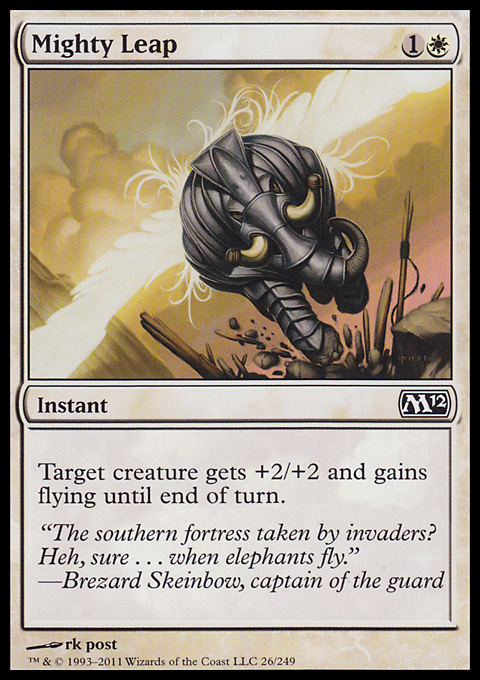 Mighty Leap 1
Instant M12
Target creature gets +2/+2 and gains
flying until end of turn.
“The southern fortress taken by invaders?
Heh, sure . . . when elephants fly.”
—Brezard Skeinbow, captain of the guard
rk post
™ & © 1993–2011 Wizards of the Coast LLC 26/249